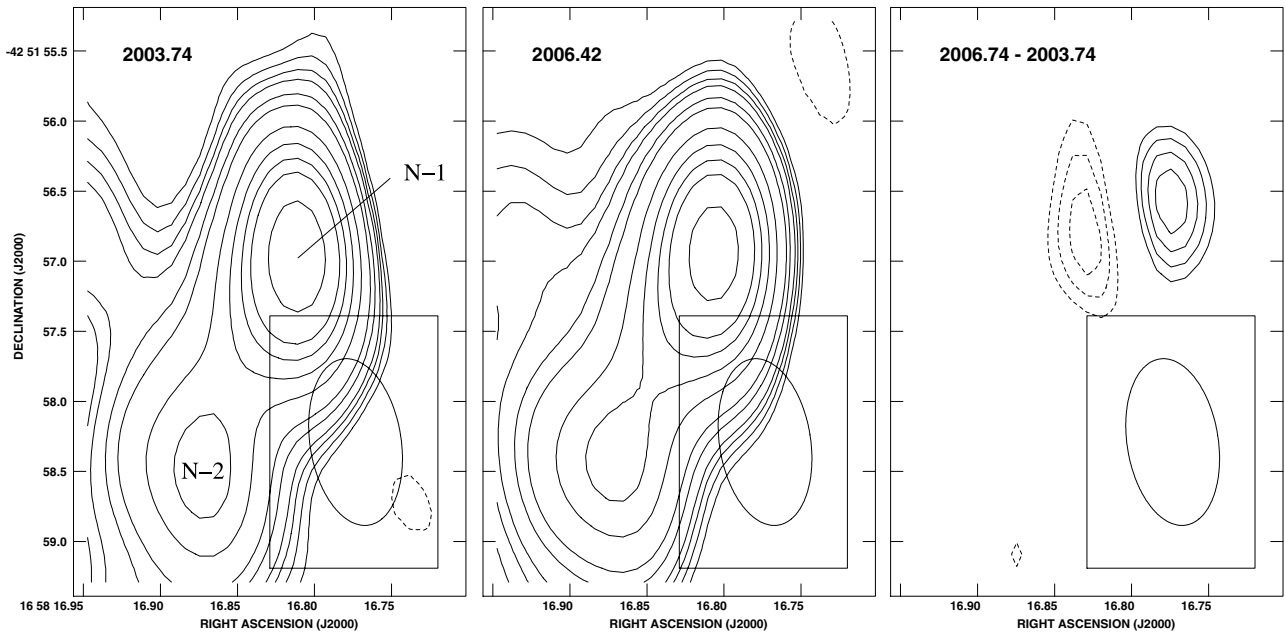 2003.74
2006.42
2006.74 - 2003.74
N-1
N-2
DECLINATION (J2000)
-42 51 55.5
56.0
56.5
57.0
57.5
58.0
58.5
59.0
16 58 16.95
16.90
16.85
16.80
16.75
16.90
16.85
16.80
16.75
16.90
16.85
16.80
16.75
RIGHT ASCENSION (J2000)
RIGHT ASCENSION (J2000)
RIGHT ASCENSION (J2000)